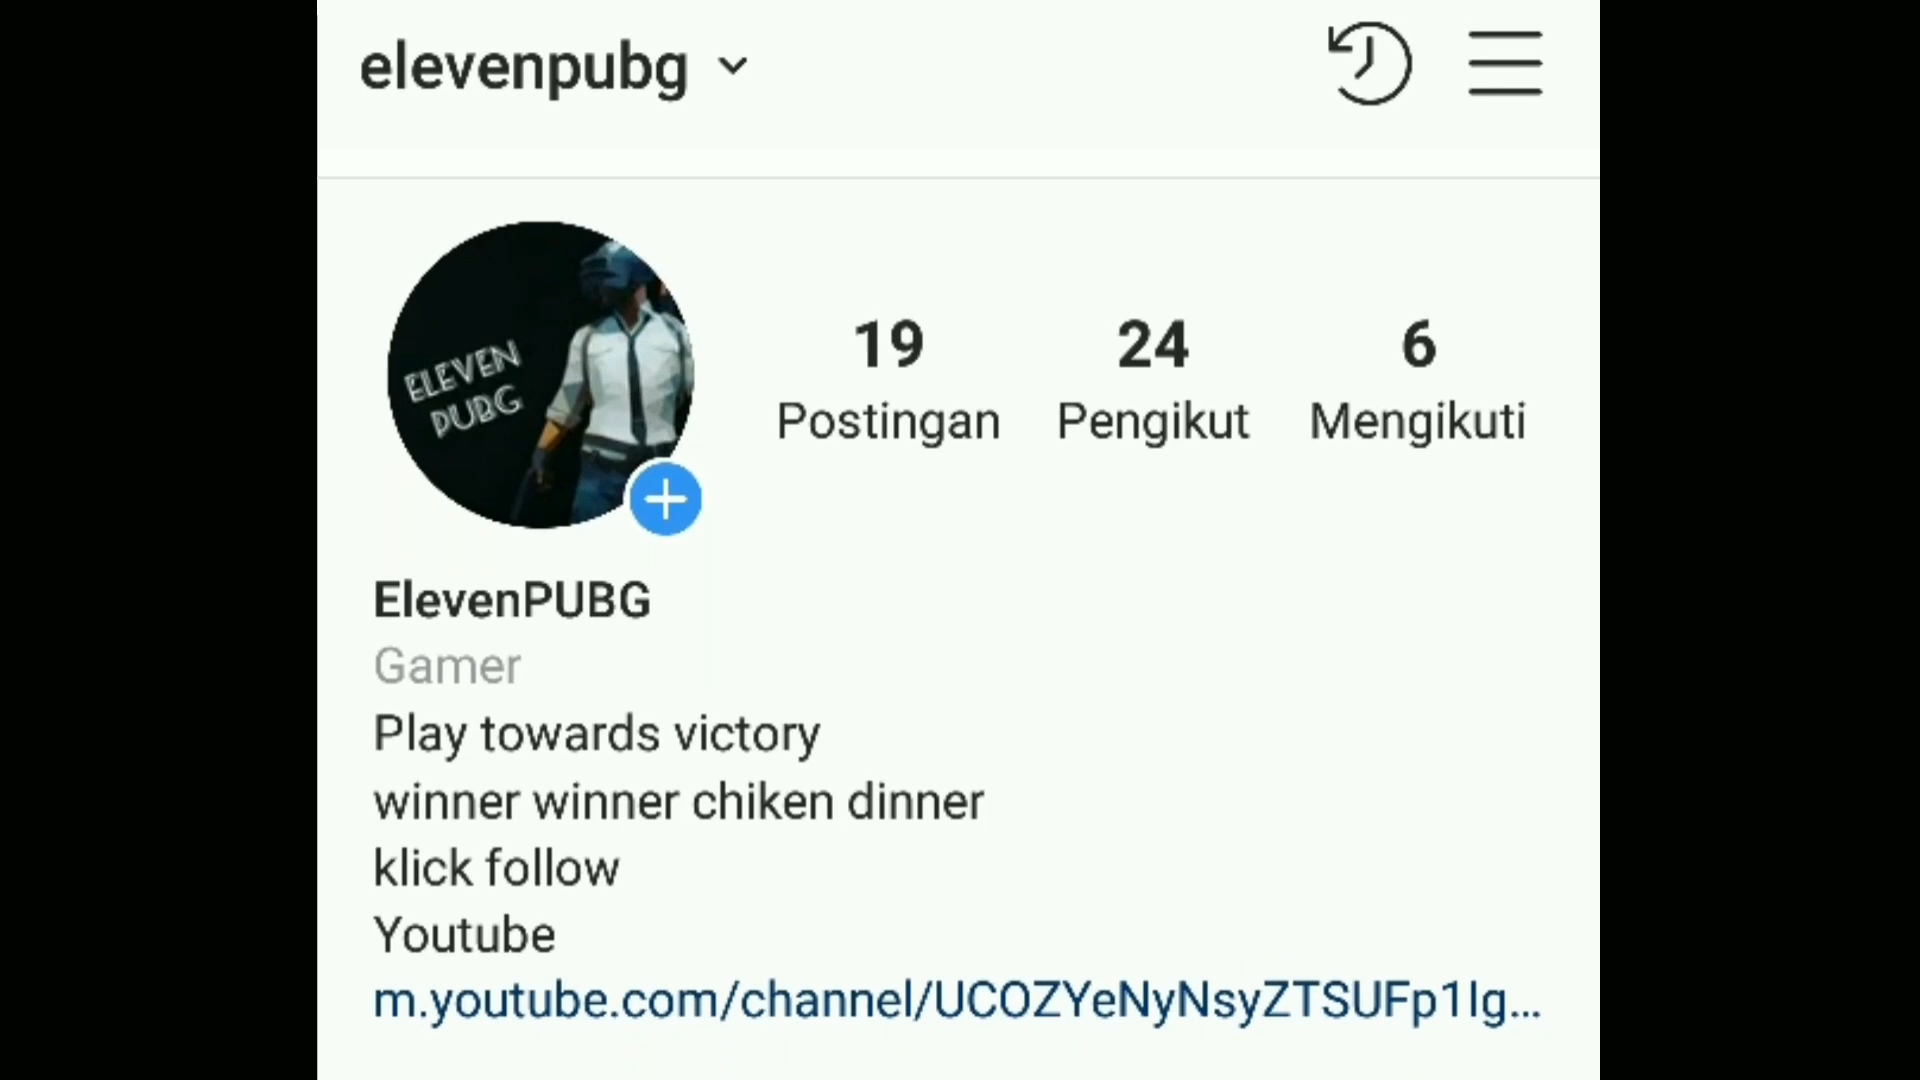 elevenpubg
ELEVEN
PUBG
19
Postingan
24
Pengikut
6
Mengikuti
ElevenPUBG
Gamer
Play towards victory
winner winner chiken dinner
klick follow
Youtube
m.youtube.com/channel/UCOZYeNyNsyZTSUFp1Ig...